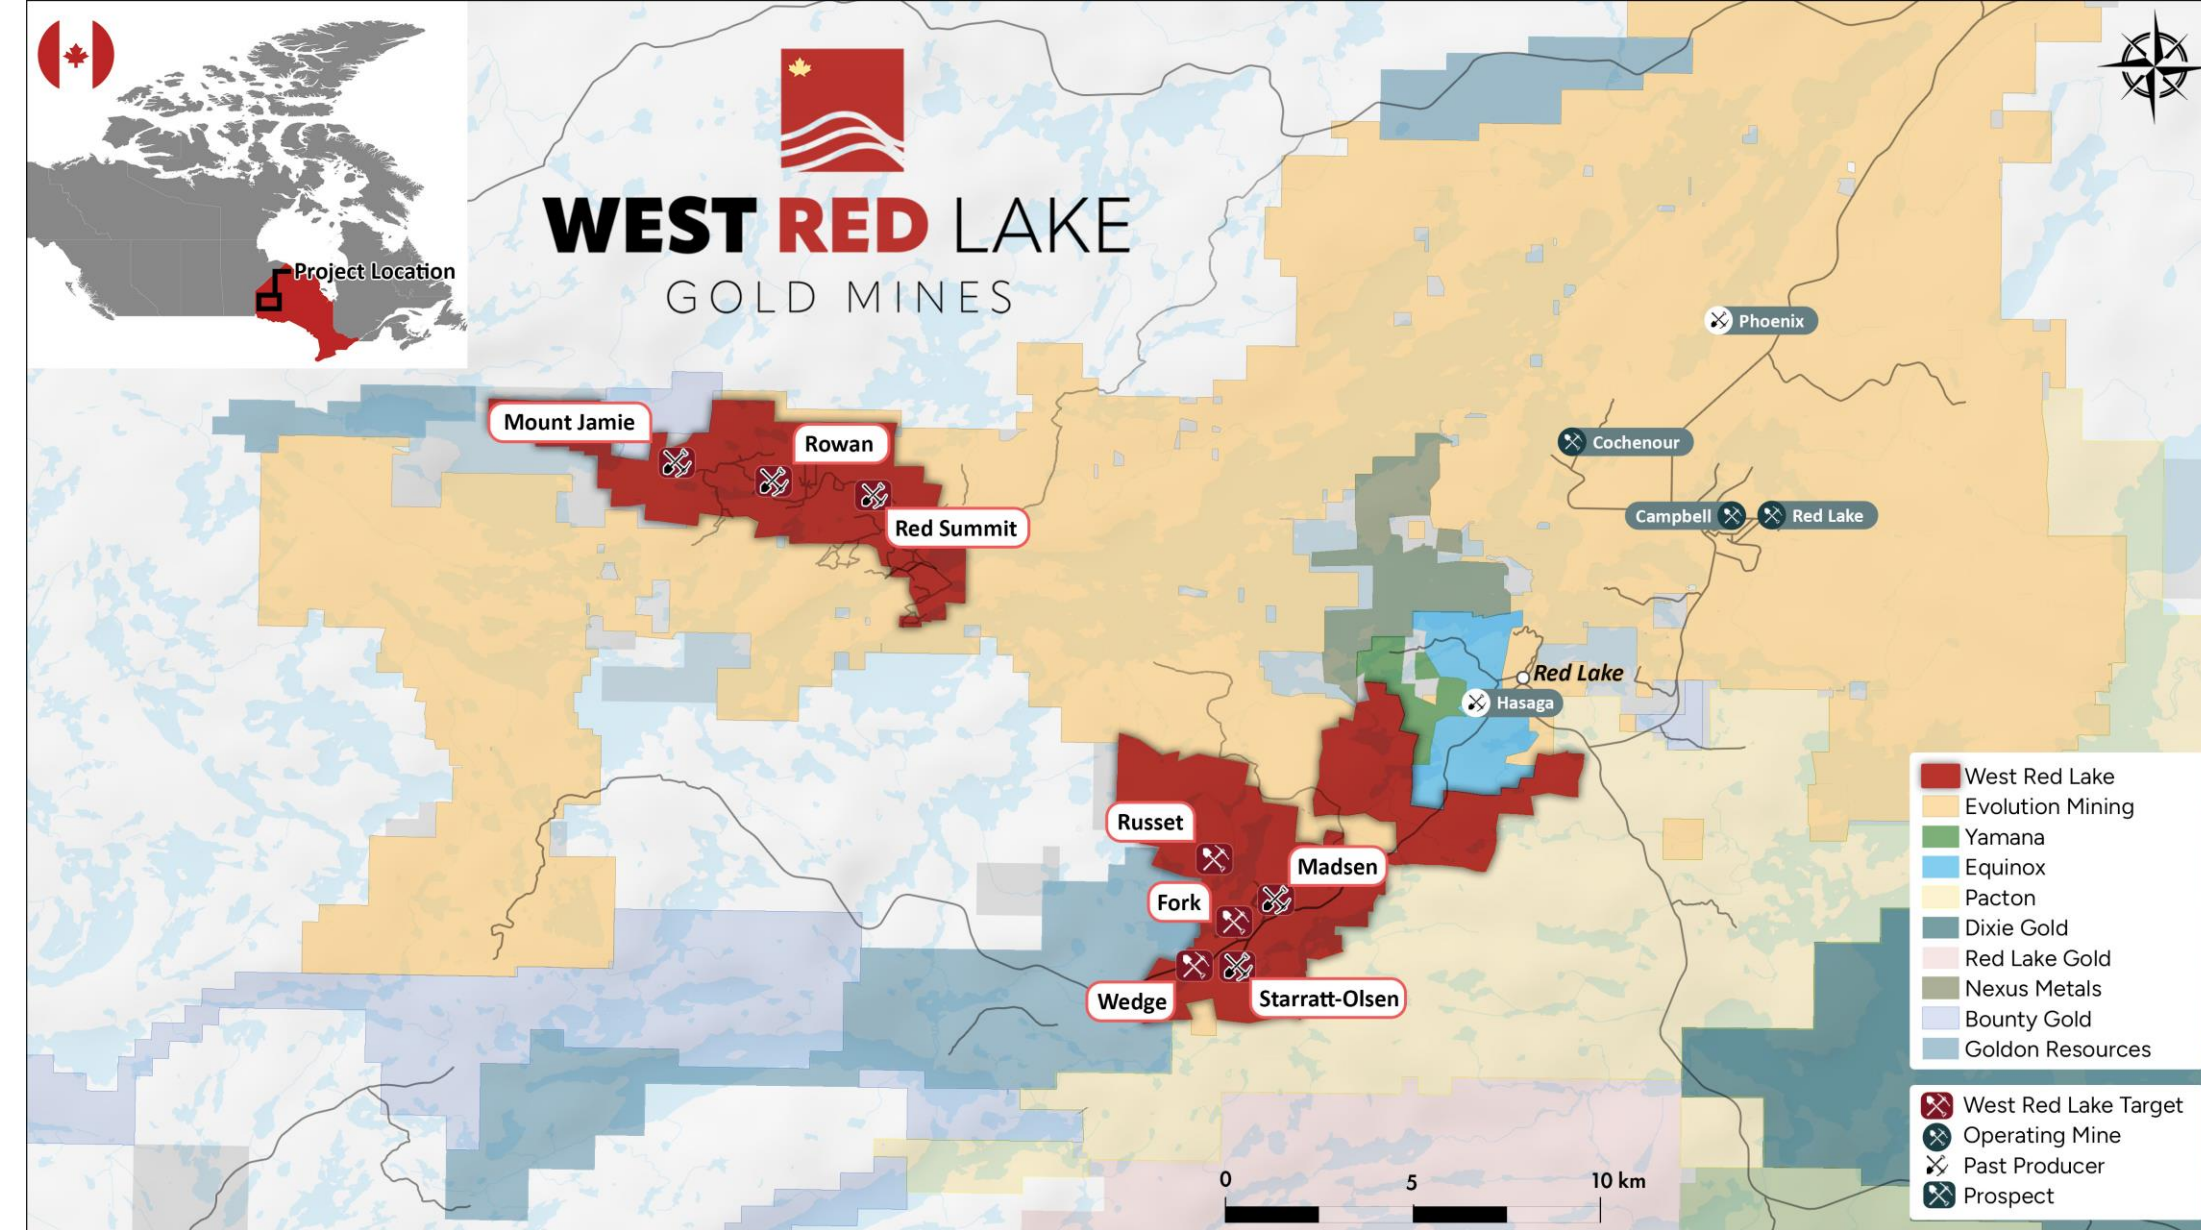 Project Location
WEST RED LAKE
GOLD MINES
Phoenix
Mount Jamie
Rowan
Cochenour
Red Summit
Campbell
Red Lake
Red Lake
Hasaga
Russet
Madsen
Fork
Wedge
Starratt-Olsen
West Red Lake
Evolution Mining
Yamana
Equinox
Pacton
Dixie Gold
Red Lake Gold
Nexus Metals
Bounty Gold
Goldon Resources
West Red Lake Target
Operating Mine
Past Producer
Prospect
0 5 10 km